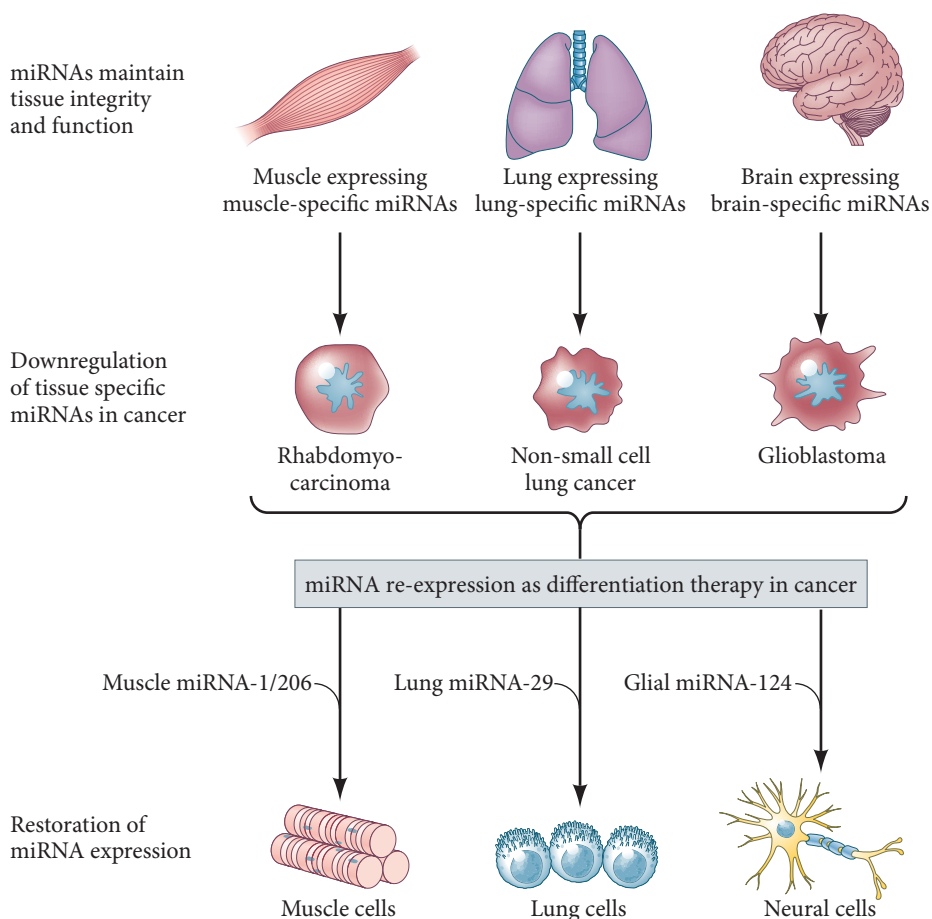 miRNAs maintain
tissue integrity
and function
Muscle expressing
muscle-specific miRNAs
Lung expressing
lung-specific miRNAs
Brain expressing
brain-specific miRNAs
Downregulation
of tissue specific
miRNAs in cancer
Rhabdomyo-
carcinoma
Non-small cell
lung cancer
Glioblastoma
miRNA re-expression as differentiation therapy in cancer
Muscle miRNA-1/206
Lung miRNA-29
Glial miRNA-124
Restoration of
miRNA expression
Muscle cells
Lung cells
Neural cells